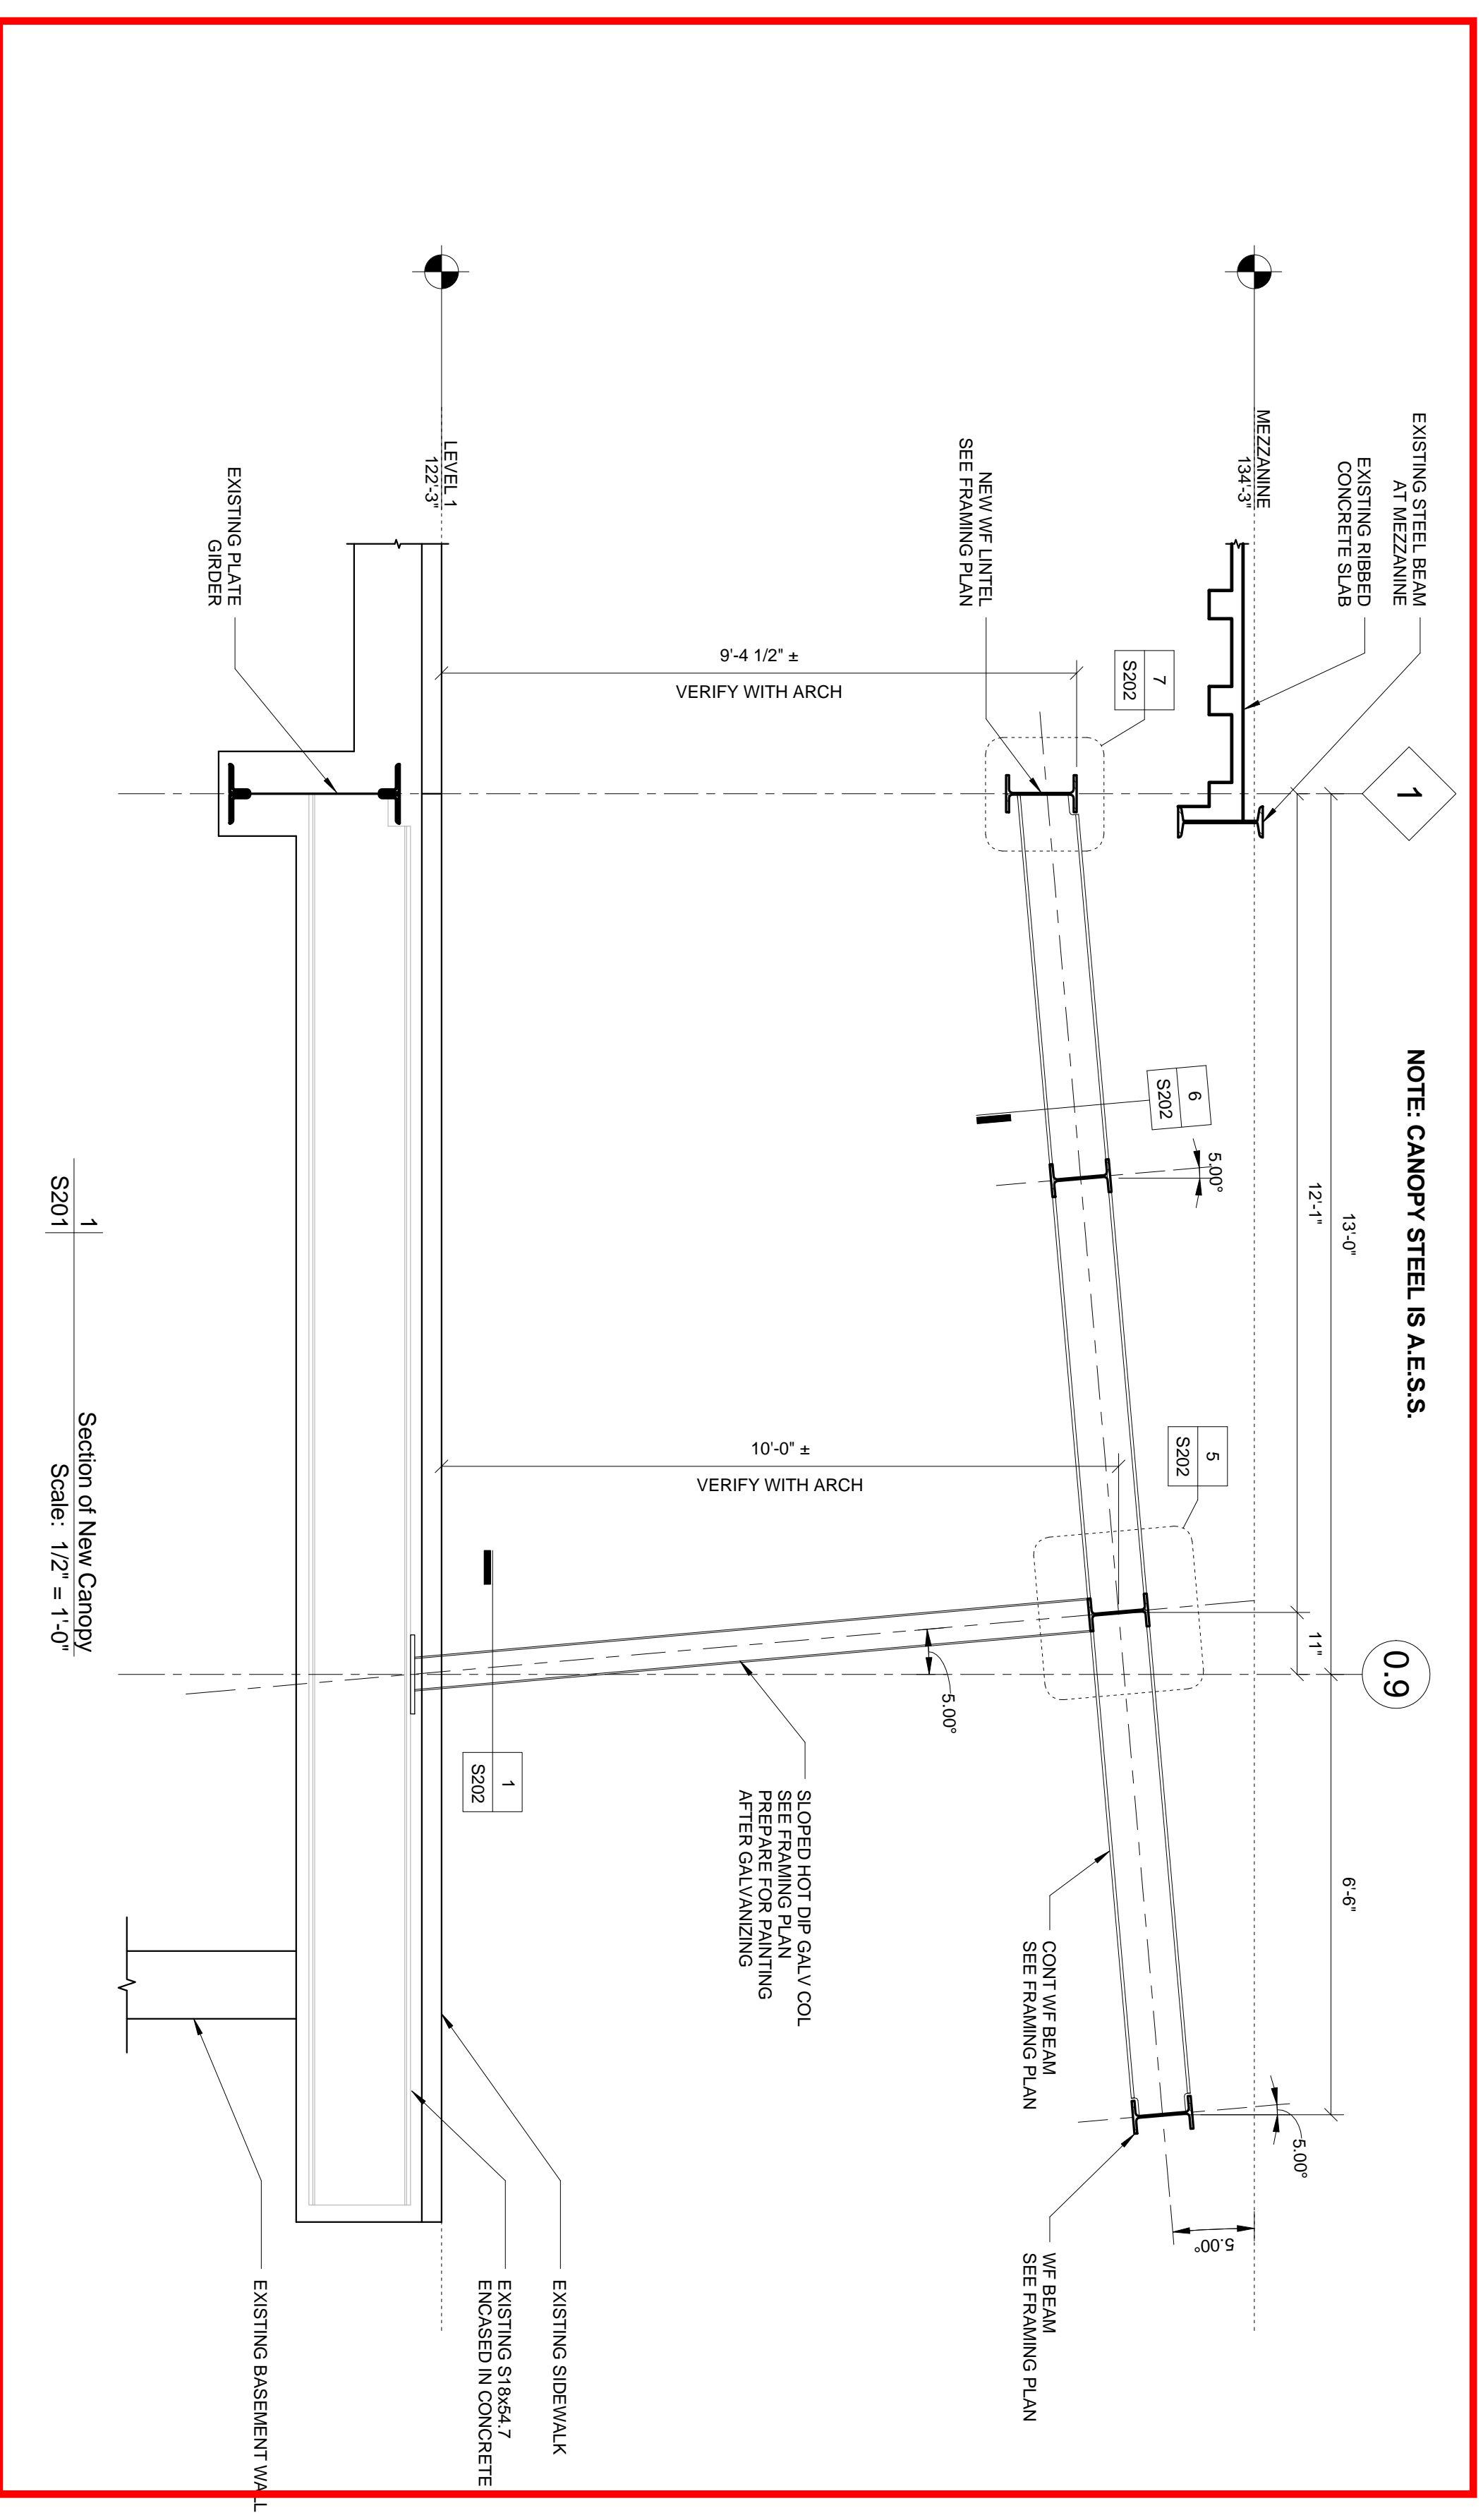 NOTE: CANOPY STEEL IS A.E.S.S.
1
0.9
13'-0"
6'-6"
12'-1"
11"
EXISTING STEEL BEAM
AT MEZZANINE
EXISTING RIBBED
CONCRETE SLAB
MEZZANINE
134'-3"
5.00°
5.00°
5.00°
7
S202
6
S202
5
S202
NEW WF LINTEL
SEE FRAMING PLAN
CONT WF BEAM
SEE FRAMING PLAN
WF BEAM
SEE FRAMING PLAN
9'-4 1/2" ±
VERIFY WITH ARCH
10'-0" ±
VERIFY WITH ARCH
5.00°
SLOPED HOT DIP GALV COL
SEE FRAMING PLAN
PREPARE FOR PAINTING
AFTER GALVANIZING
1
S202
LEVEL 1
122'-3"
EXISTING SIDEWALK
EXISTING S18x54.7
ENCASED IN CONCRETE
EXISTING PLATE
GIRDER
EXISTING BASEMENT WALL
1
S201
Section of New Canopy
Scale: 1/2" = 1'-0"